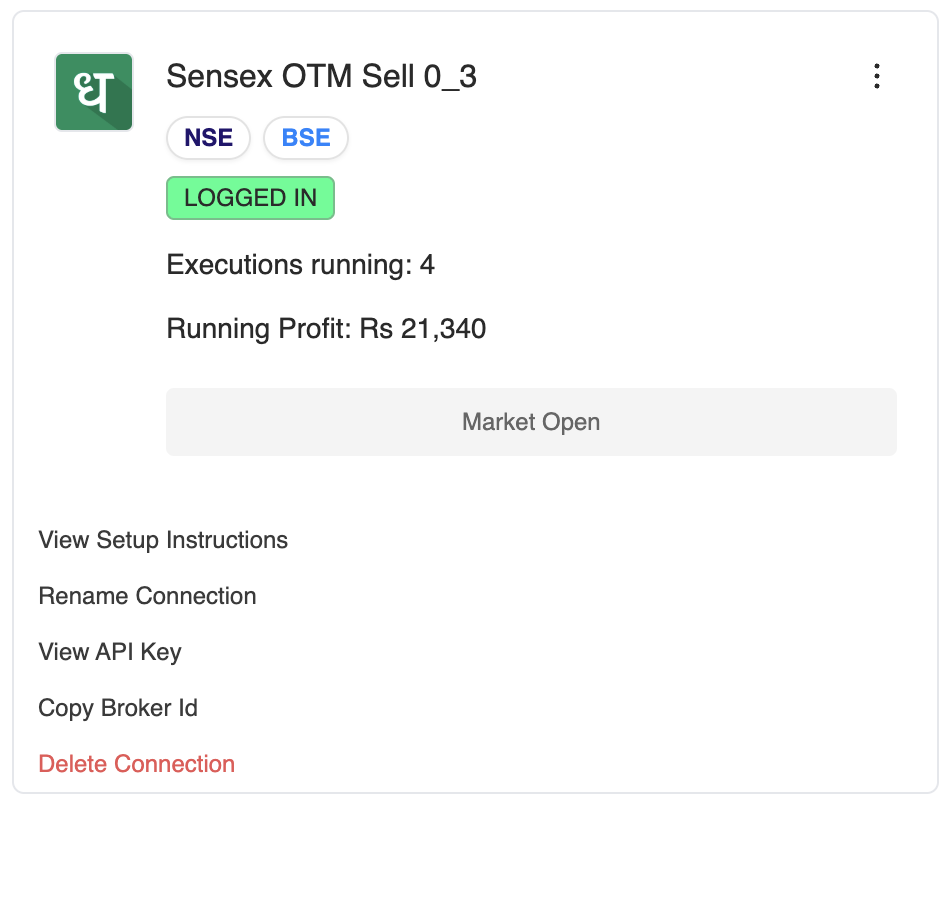 ध
Sensex OTM Sell 0_3
NSE BSE
LOGGED IN
Executions running: 4
Running Profit: Rs 21,340
Market Open
View Setup Instructions
Rename Connection
View API Key
Copy Broker Id
Delete Connection